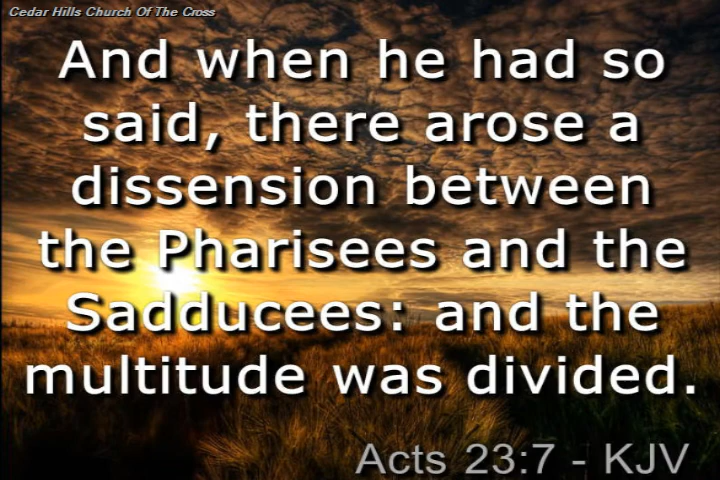 Cedar Hills Church Of The Cross
And when he had so
said, there arose a
dissension between
the Pharisees and the
Sadducees: and the
multitude was divided.
Acts 23:7 - KJV